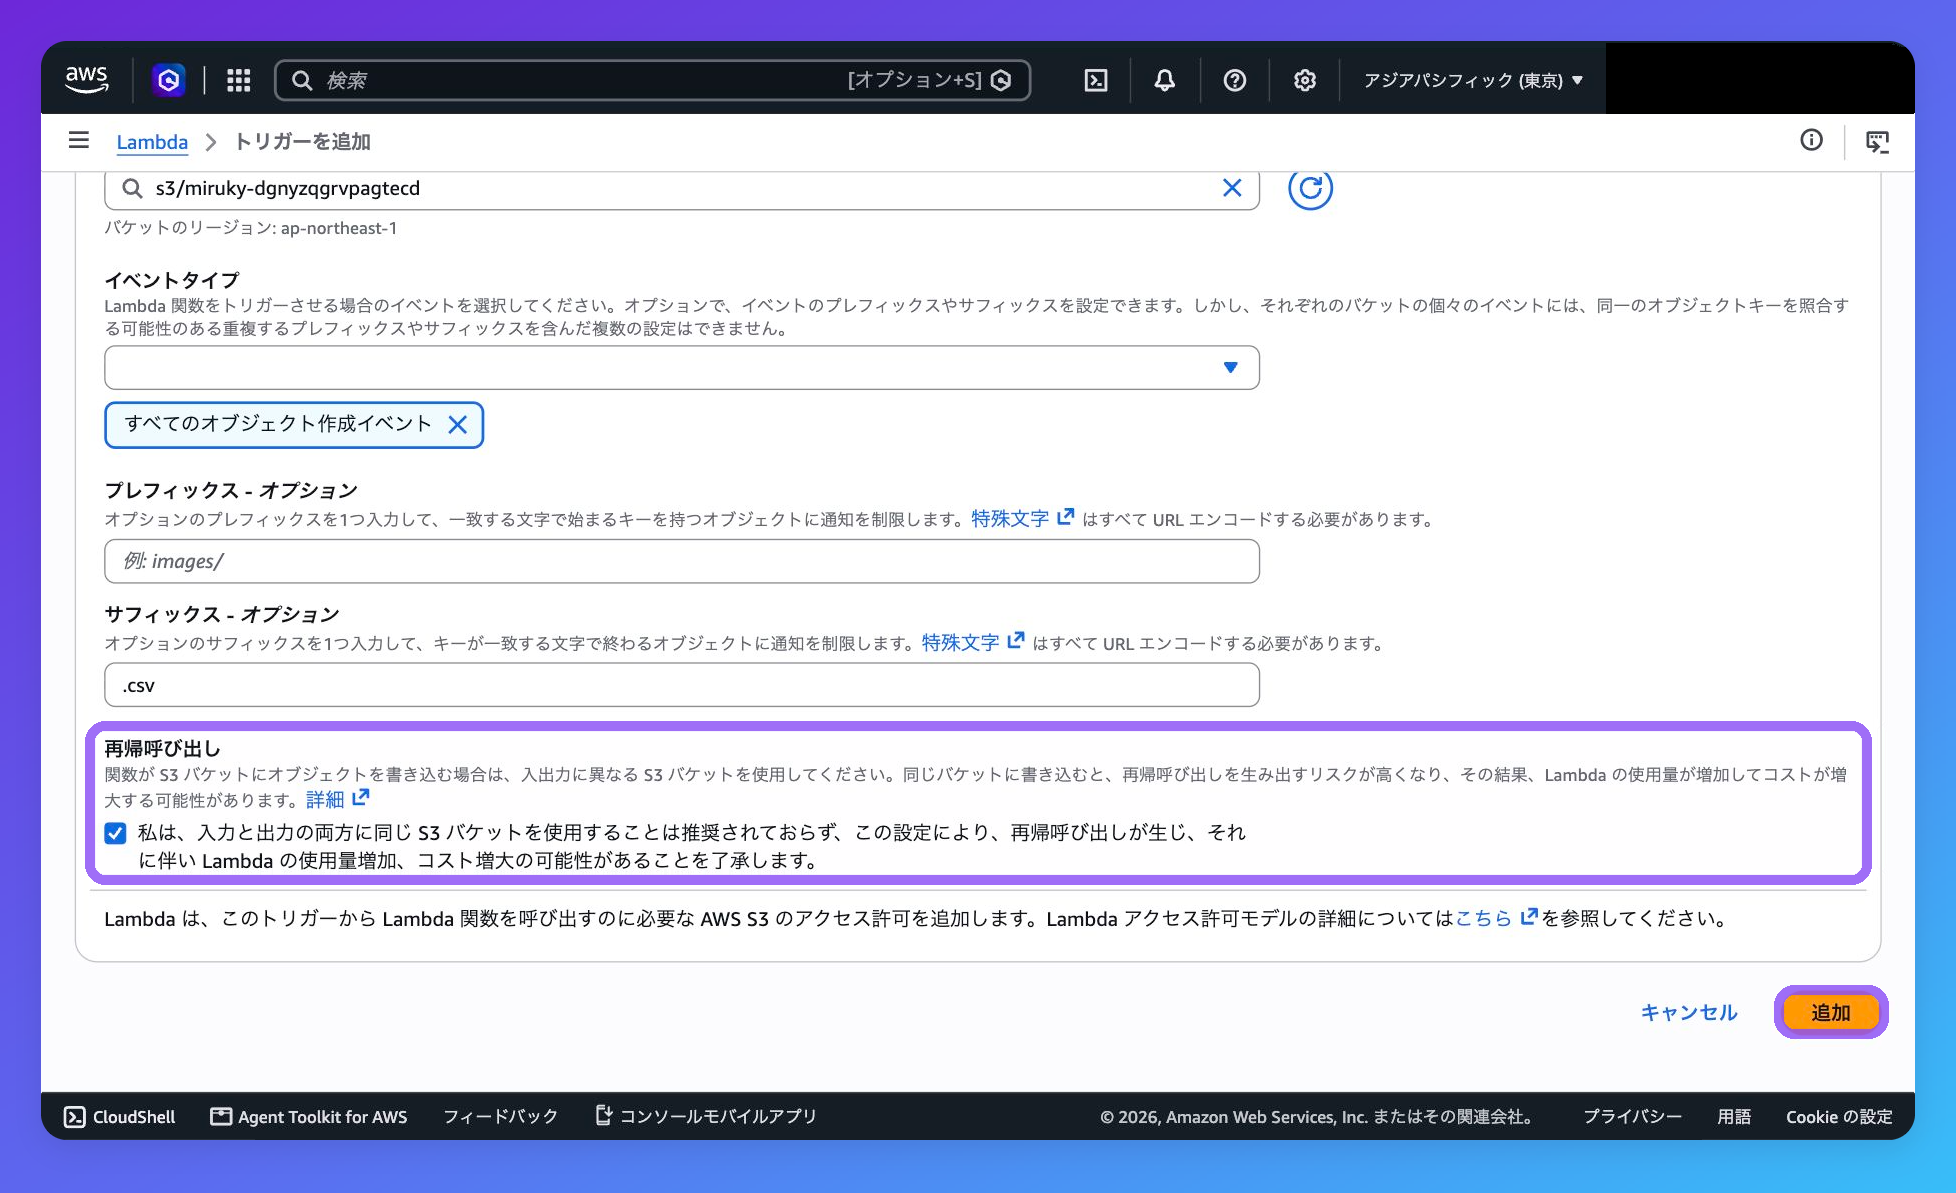 aws
検索
[オプション+S]
アジアパシフィック (東京)
Lambda
トリガーを追加
s3/miruky-dgnyzqgrvpagtecd
バケットのリージョン: ap-northeast-1
イベントタイプ
Lambda 関数をトリガーさせる場合のイベントを選択してください。オプションで、イベントのプレフィックスやサフィックスを設定できます。しかし、それぞれのバケットの個々のイベントには、同一のオブジェクトキーを照合す
る可能性のある重複するプレフィックスやサフィックスを含んだ複数の設定はできません。
すべてのオブジェクト作成イベント
プレフィックス - オプション
オプションのプレフィックスを1つ入力して、一致する文字で始まるキーを持つオブジェクトに通知を制限します。特殊文字 はすべて URL エンコードする必要があります。
例: images/
サフィックス - オプション
オプションのサフィックスを1つ入力して、キーが一致する文字で終わるオブジェクトに通知を制限します。特殊文字 はすべて URL エンコードする必要があります。
.csv
再帰呼び出し
関数が S3 バケットにオブジェクトを書き込む場合は、入出力に異なる S3 バケットを使用してください。同じバケットに書き込むと、再帰呼び出しを生み出すリスクが高くなり、その結果、Lambda の使用量が増加してコストが増
大する可能性があります。詳細
私は、入力と出力の両方に同じ S3 バケットを使用することは推奨されておらず、この設定により、再帰呼び出しが生じ、それ
に伴い Lambda の使用量増加、コスト増大の可能性があることを了承します。
Lambda は、このトリガーから Lambda 関数を呼び出すのに必要な AWS S3 のアクセス許可を追加します。Lambda アクセス許可モデルの詳細についてはこちら を参照してください。
キャンセル
追加
CloudShell
Agent Toolkit for AWS
フィードバック
コンソールモバイルアプリ
© 2026, Amazon Web Services, Inc. またはその関連会社。
プライバシー
用語
Cookie の設定